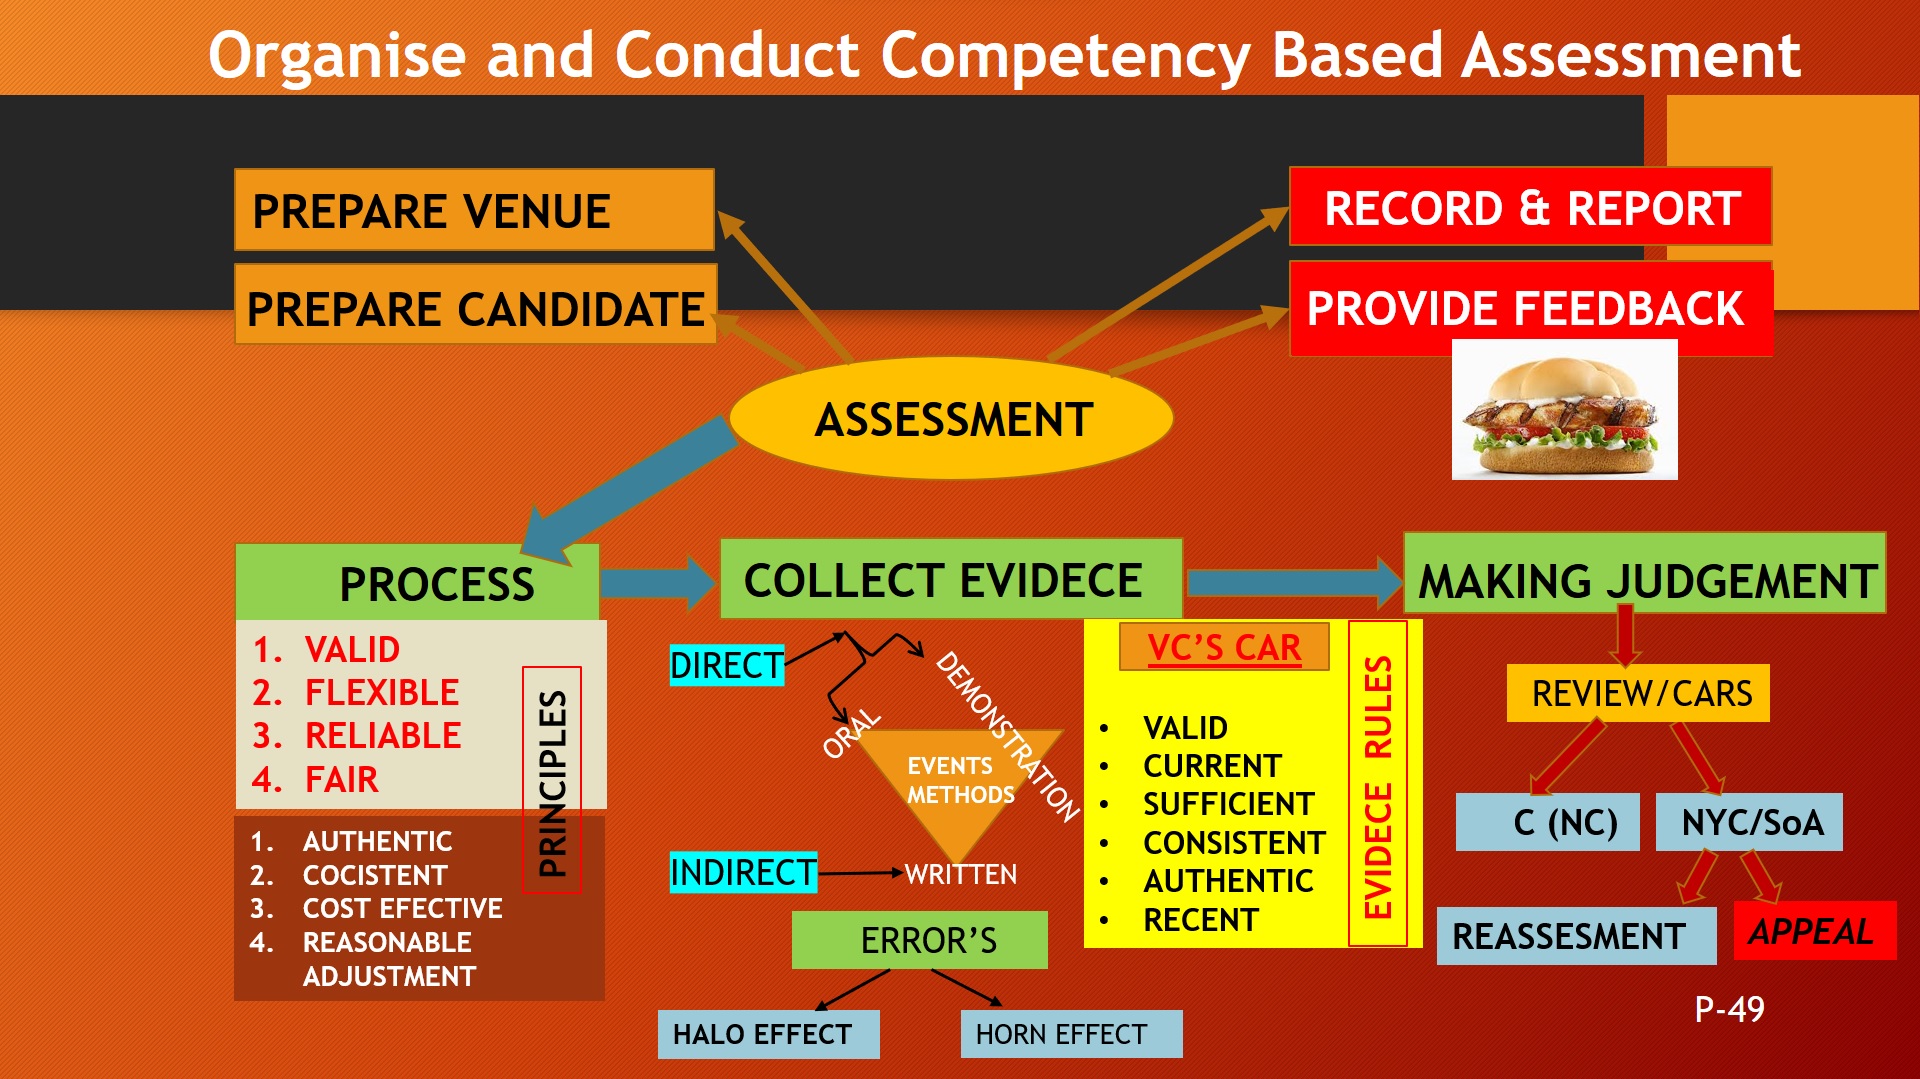 Organise and Conduct Competency Based Assessment
PREPARE VENUE
RECORD & REPORT
PREPARE CANDIDATE
PROVIDE FEEDBACK
ASSESSMENT
PROCESS
COLLECT EVIDECE
MAKING JUDGEMENT
1. VALID
2. FLEXIBLE
3. RELIABLE
4. FAIR
PRINCIPLES
1. AUTHENTIC
2. COCISTENT
3. COST EFECTIVE
4. REASONABLE
ADJUSTMENT
DIRECT
ORAL
DEMONSTRATION
EVENTS
METHODS
INDIRECT
WRITTEN
ERROR’S
HALO EFFECT
HORN EFFECT
VC’S CAR
• VALID
• CURRENT
• SUFFICIENT
• CONSISTENT
• AUTHENTIC
• RECENT
EVIDECE RULES
REVIEW/CARS
C (NC)
NYC/SoA
REASSESMENT
APPEAL
P-49